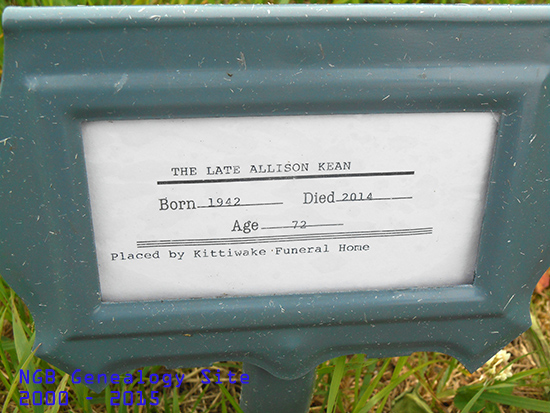 THE LATE ALLISON KEAN
Born 1942 Died 2014
Age 72
Placed by Kittiwake Funeral Home
NGB Genealogy Site
2000 - 2015